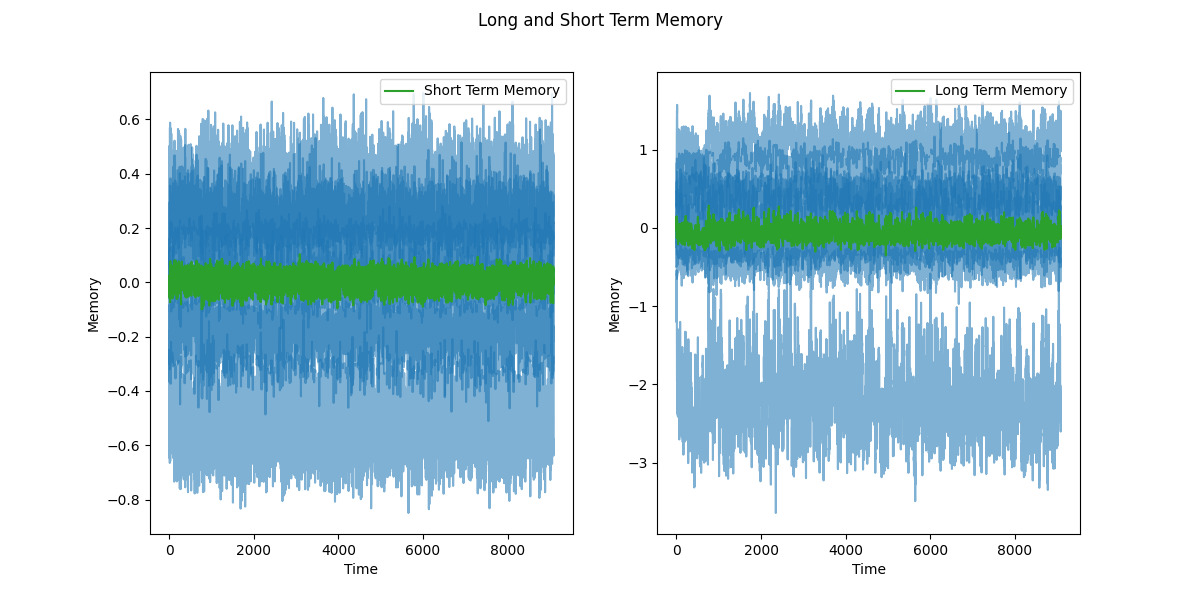 Long and Short Term Memory
Short Term Memory
0.6
0.4
0.2
0.0
−0.2
−0.4
−0.6
−0.8
Memory
0 2000 4000 6000 8000
Time
Long Term Memory
1
0
−1
−2
−3
Memory
0 2000 4000 6000 8000
Time